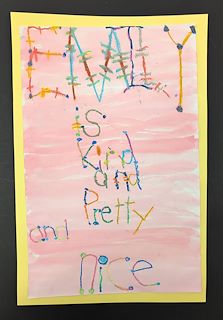 EMILY
is
Kind
and
Pretty
and
nice